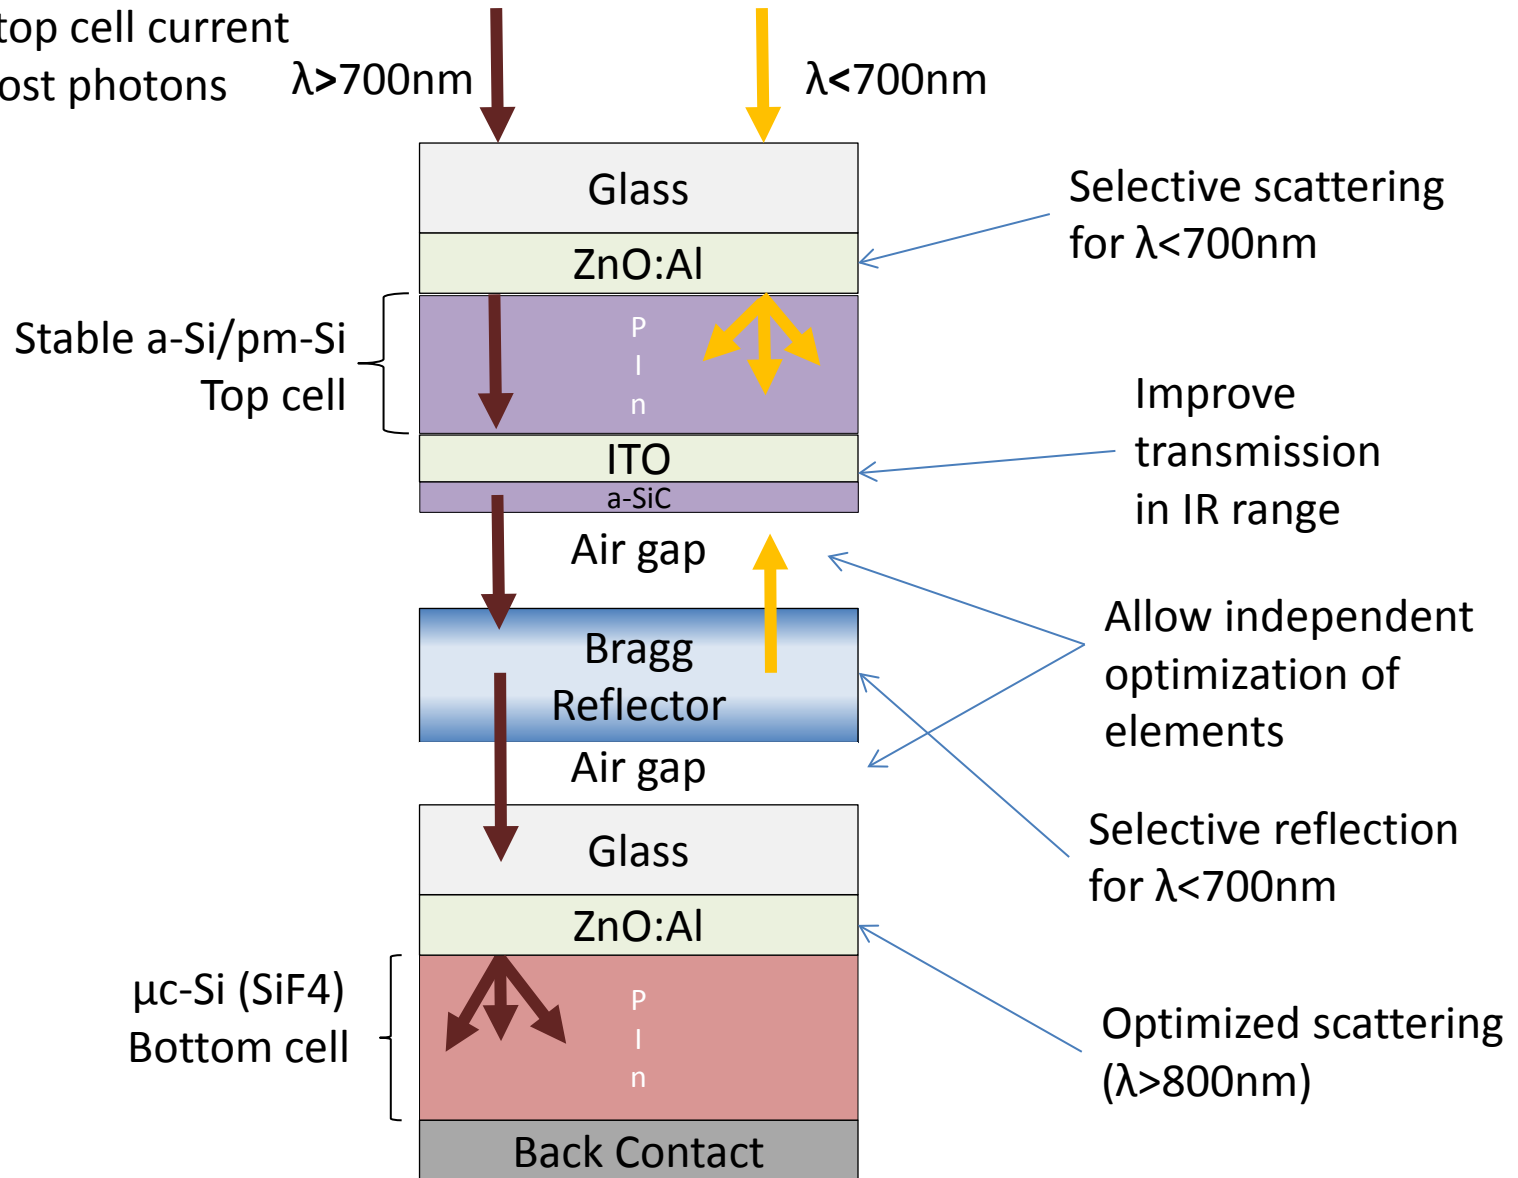 top cell current
ost photons
λ>700nm
λ<700nm
Glass
ZnO:Al
Selective scattering
for λ<700nm
Stable a-Si/pm-Si
Top cell
P
I
n
ITO
a-SiC
Improve
transmission
in IR range
Air gap
Bragg
Reflector
Allow independent
optimization of
elements
Air gap
Glass
Selective reflection
for λ<700nm
ZnO:Al
μc-Si (SiF4)
Bottom cell
P
I
n
Optimized scattering
(λ>800nm)
Back Contact